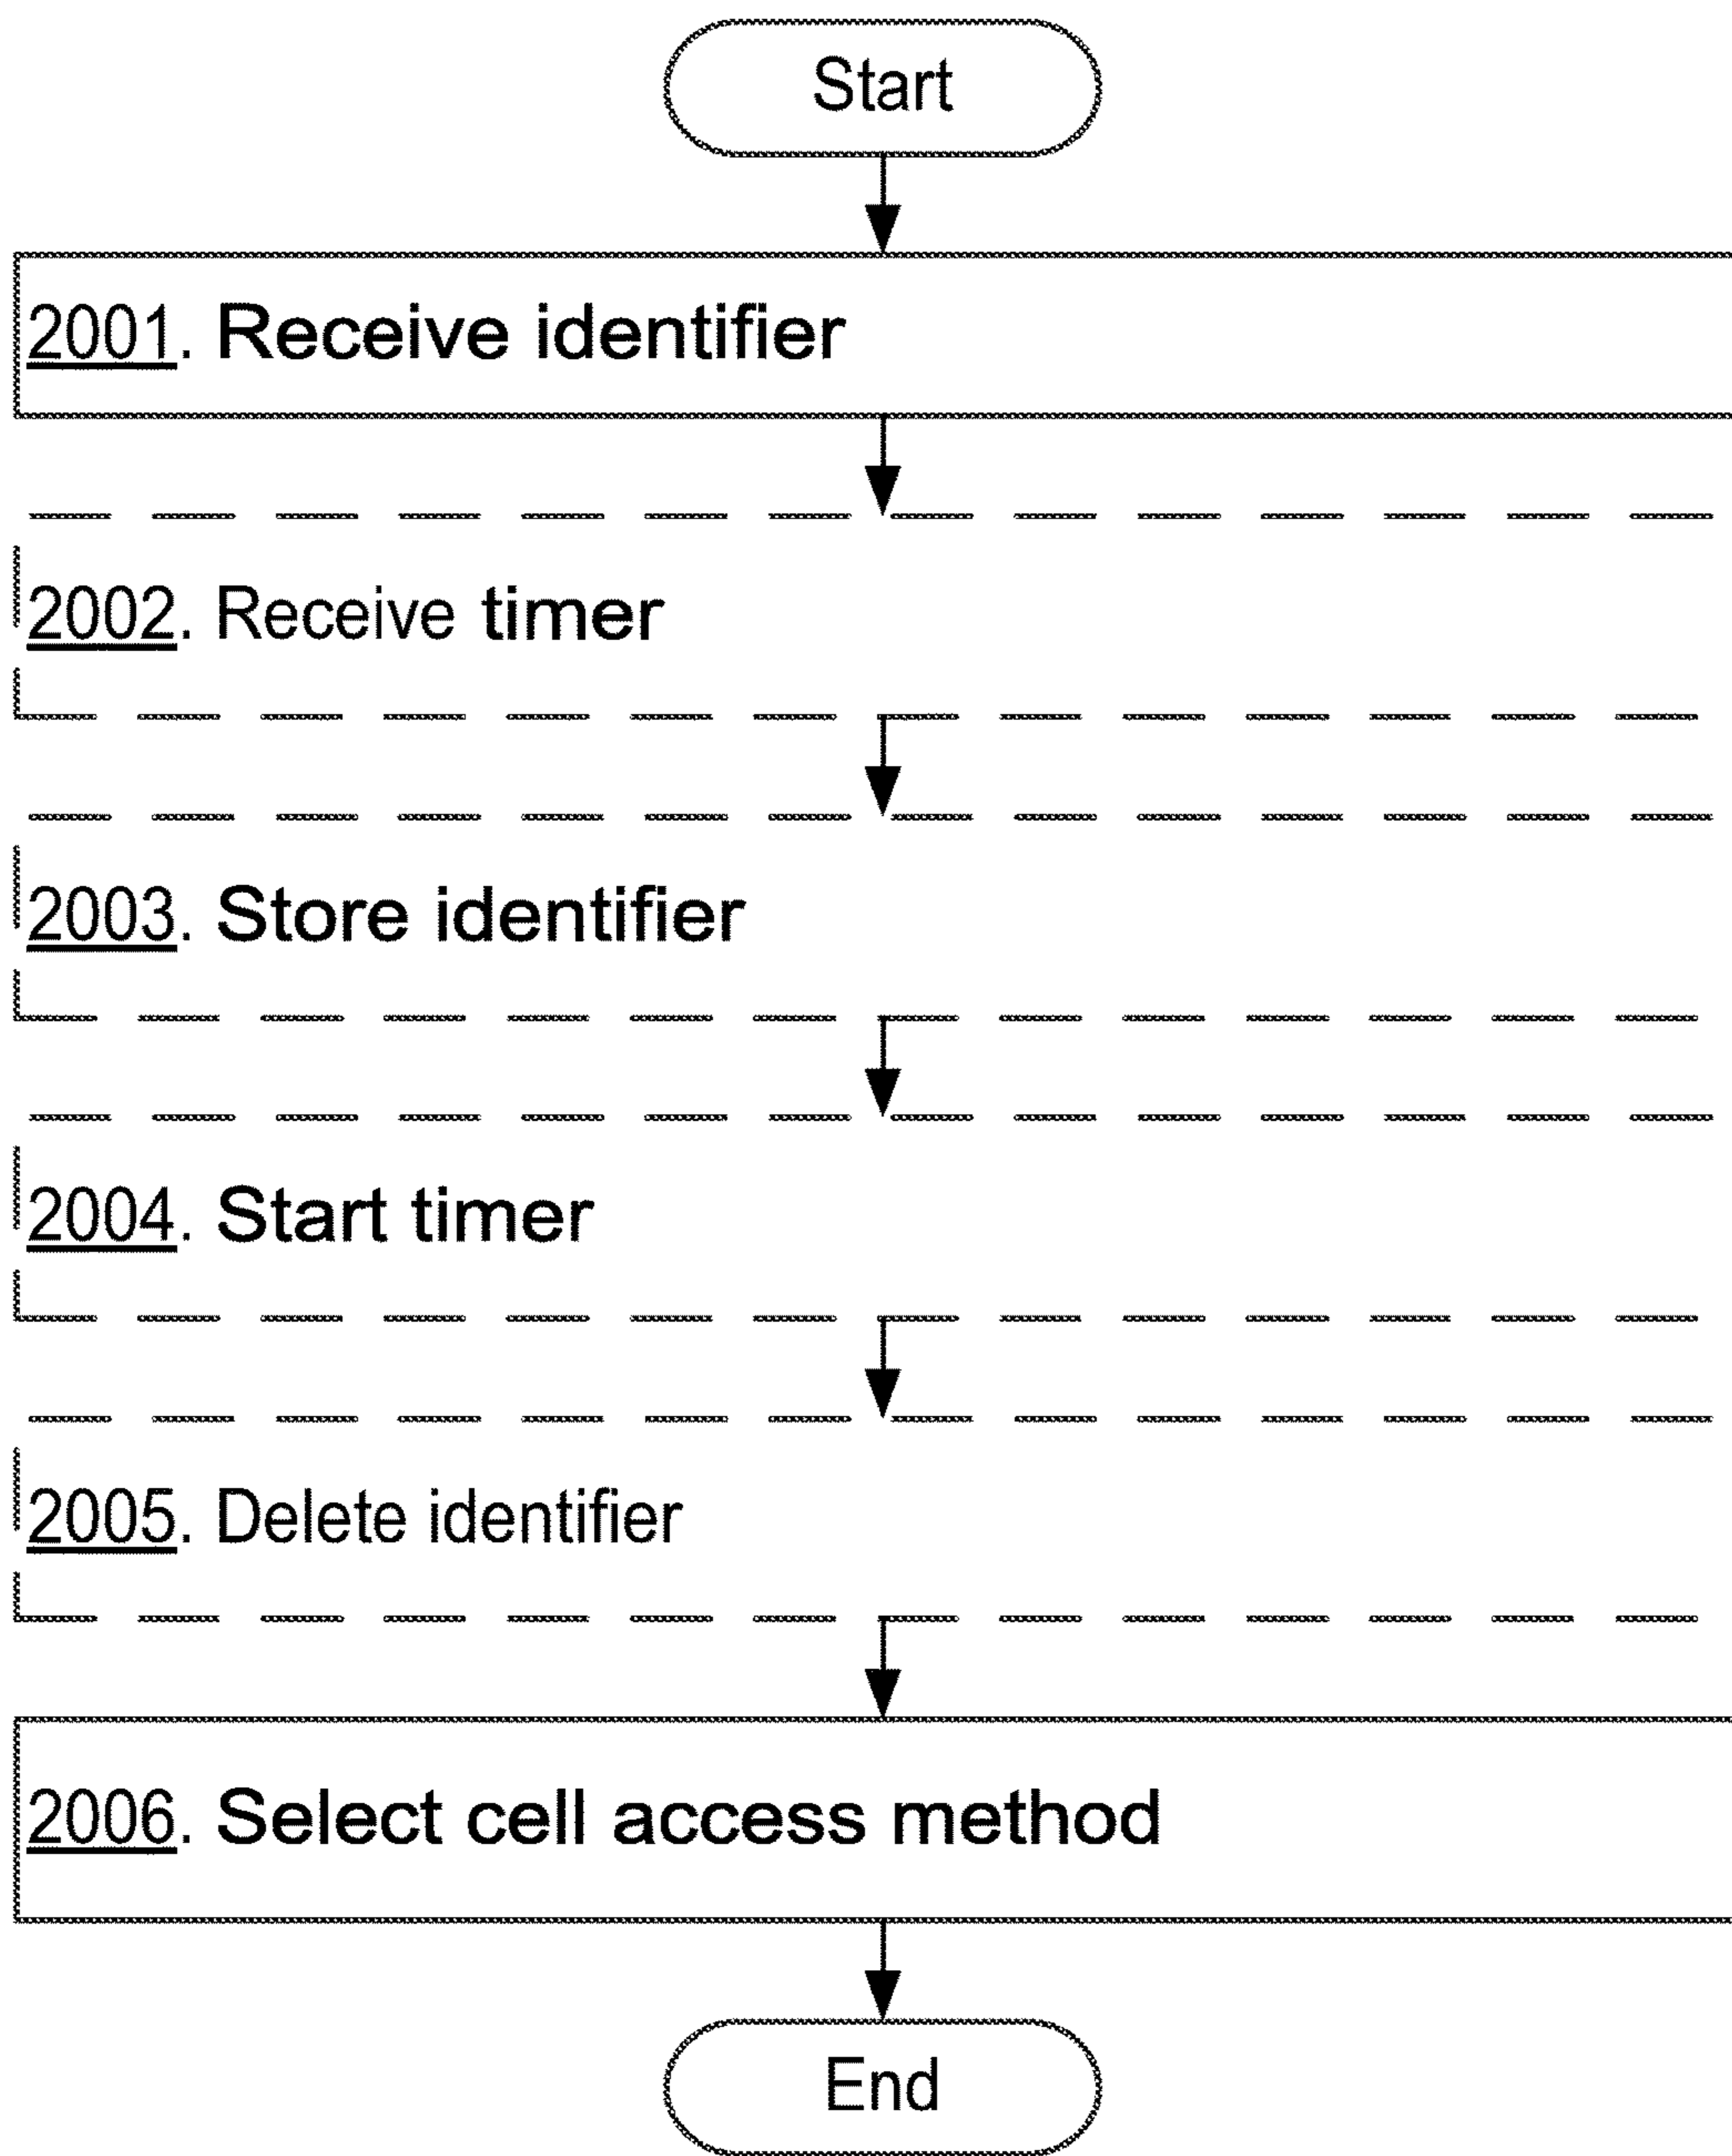 Start
2001. Receive identifier
2002. Receive timer
2003. Store identifier
2004. Start timer
2005. Delete identifier
2006. Select cell access method
End